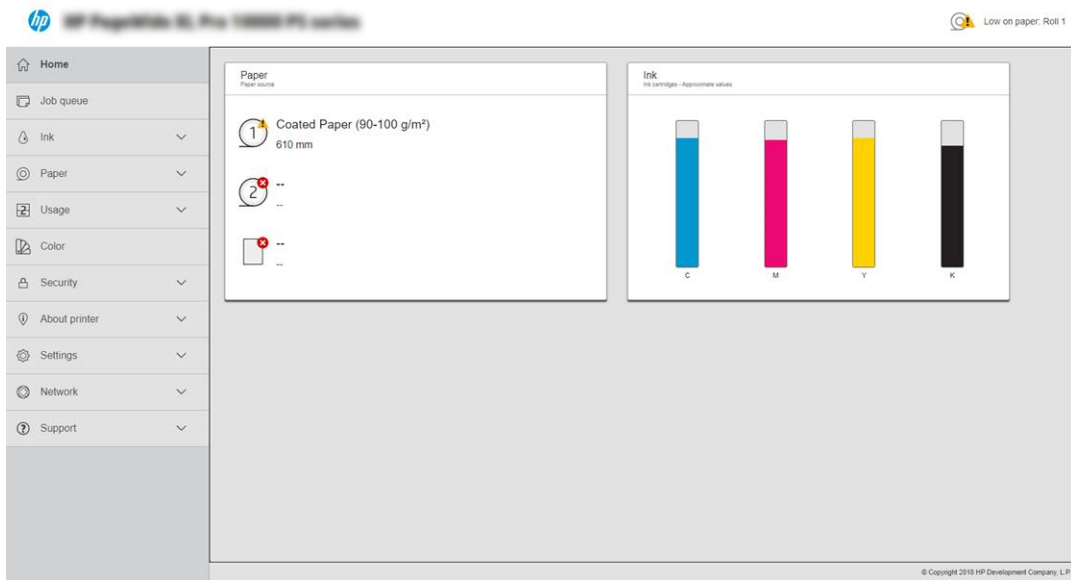 hp
Low on paper: Roll 1
Home
Job queue
Ink
Paper
Usage
Color
Security
About printer
Settings
Network
Support
Paper
Paper source
1
Coated Paper (90-100 g/m²)
610 mm
2
--
--
--
--
Ink
Ink cartridges - Approximate values
C M Y K
© Copyright 2018 HP Development Company, L.P.